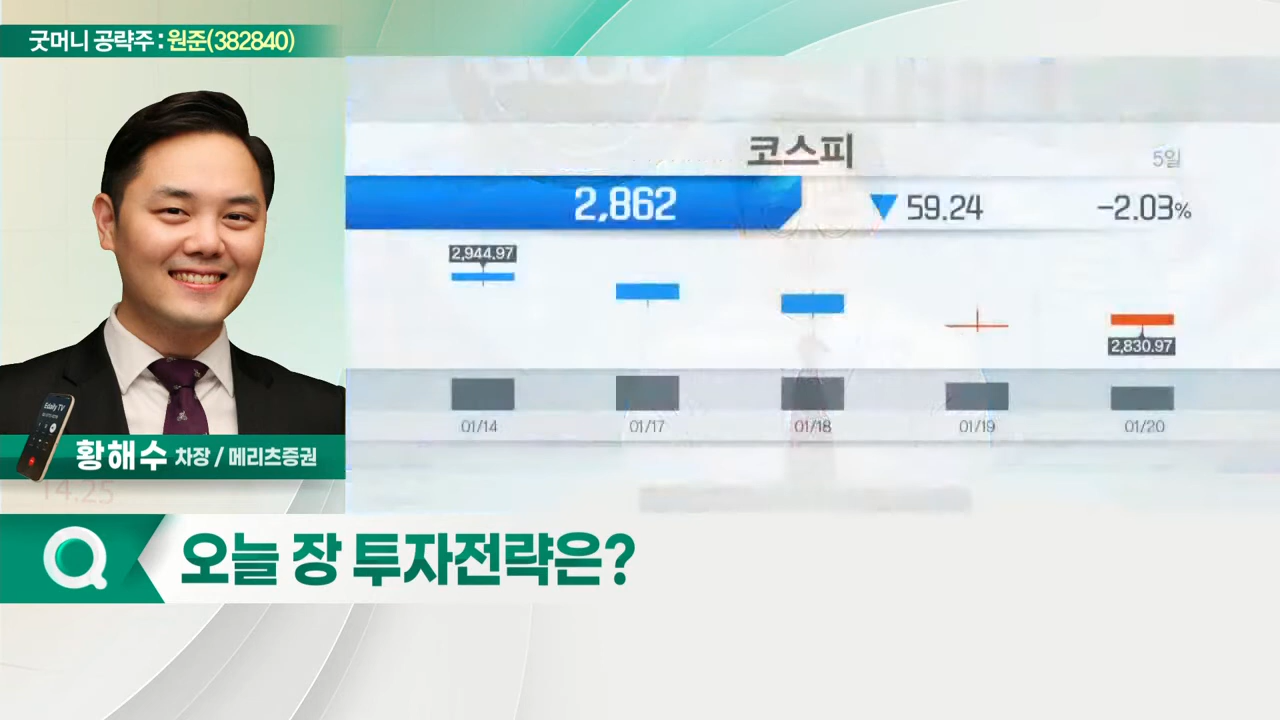 굿머니 공략주 : 원준(382840)
코스피
5일
2,862 ▼ 59.24 -2.03%
2,944.97
2,830.97
01/14 01/17 01/18 01/19 01/20
Edaily TV
황해수 차장 / 메리츠증권
14.25
Q 오늘 장 투자전략은?